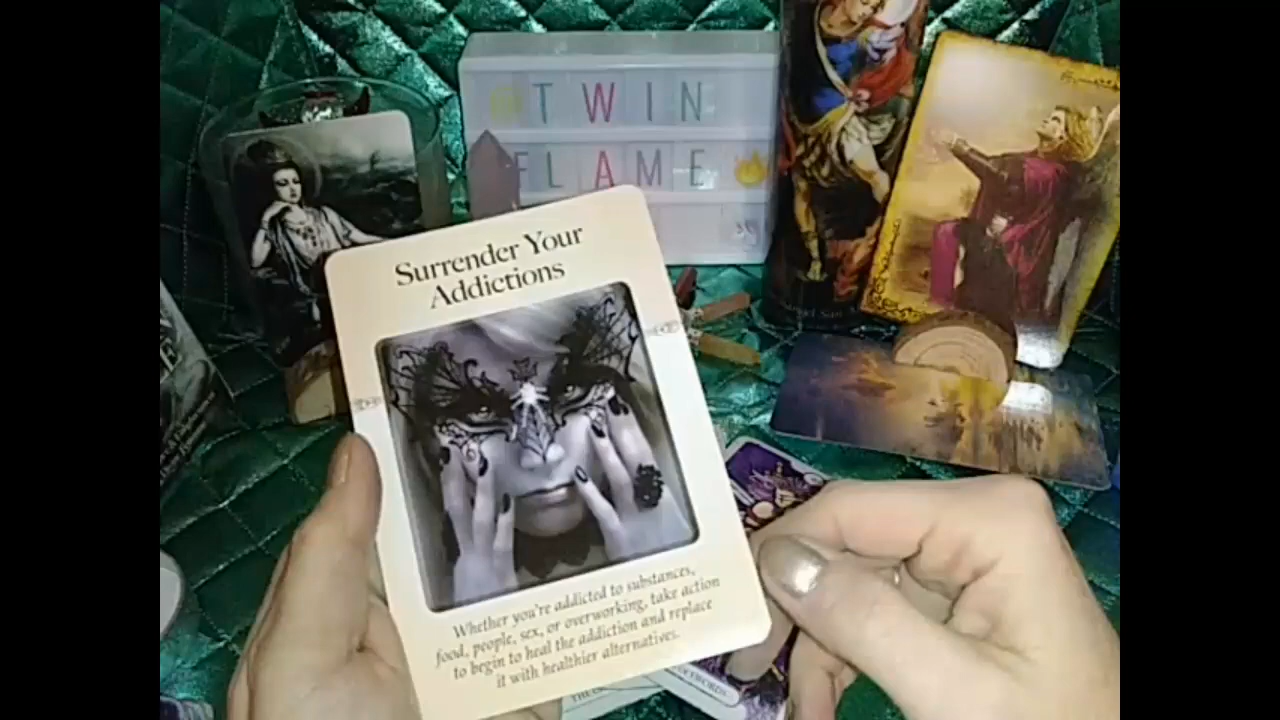 TWIN
FLAME
Surrender Your
Addictions
Whether you're addicted to substances,
food, people, sex, or overworking, take action
to begin to heal the addiction and replace
it with healthier alternatives.